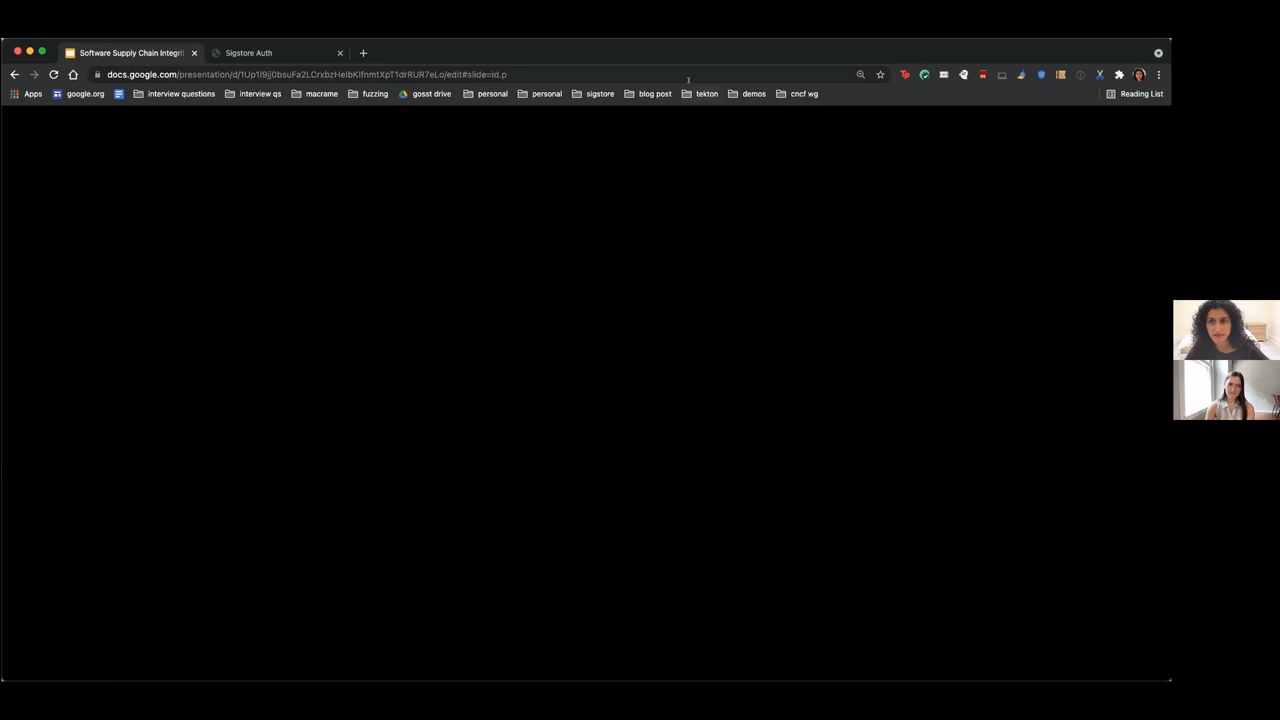 Software Supply Chain Integri
Sigstore Auth
docs.google.com/presentation/d/1Up1I9jj0bsuFa2LCrxbzHeibKIfnmtXpT1drRUR7eLo/edit#slide=id.p
Apps google.org interview questions interview qs macrame fuzzing gosst drive personal personal sigstore blog post tekton demos cncf wg Reading List